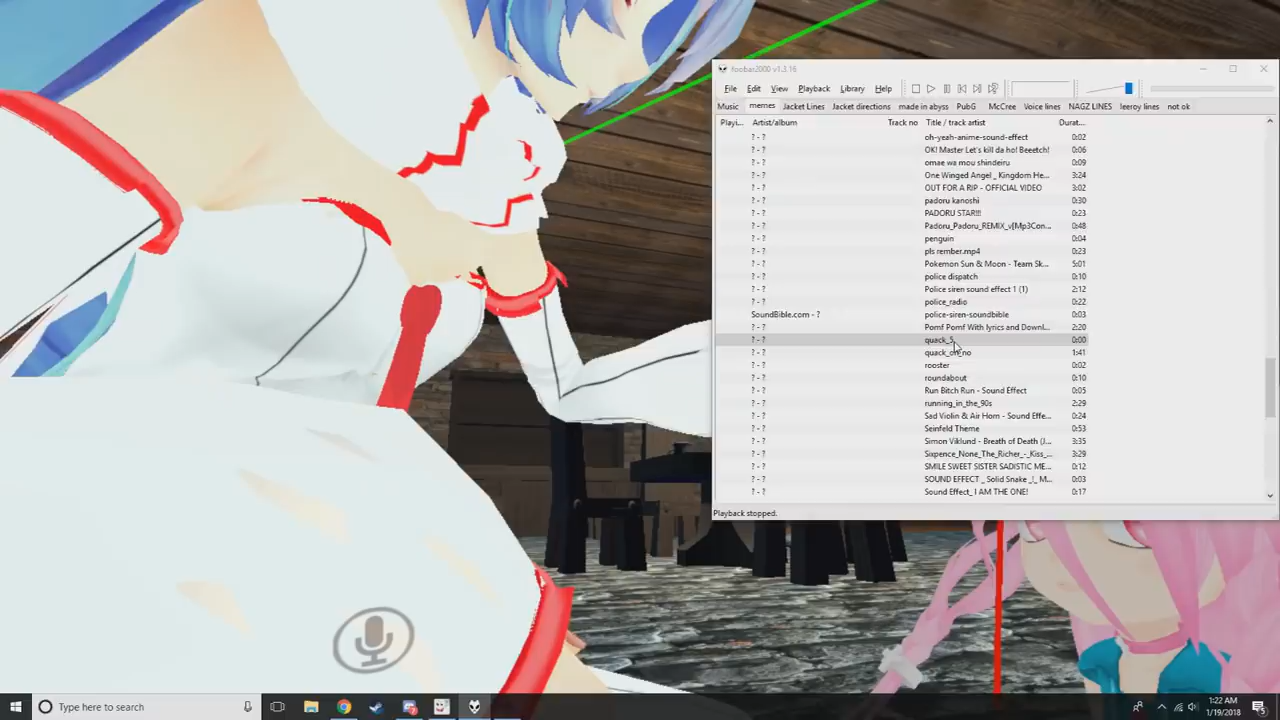 foobar2000 v1.3.16
File Edit View Playback Library Help
Music memes Jacket Lines Jacket directions made in abyss PubG McCree Voice lines NAGZ LINES leeroy lines not ok
Playi... Artist/album Track no Title / track artist Durat...
? - ? oh-yeah-anime-sound-effect 0:02
? - ? OK! Master Let's kill da ho! Beeetch! 0:06
? - ? omae wa mou shindeiru 0:09
? - ? One Winged Angel _ Kingdom He... 3:24
? - ? OUT FOR A RIP - OFFICIAL VIDEO 3:02
? - ? padoru kanoshi 0:30
? - ? PADORU STAR!!! 0:23
? - ? Padoru_Padoru_REMIX_v[Mp3Con... 0:48
? - ? penguin 0:04
? - ? pls rember.mp4 0:23
? - ? Pokemon Sun & Moon - Team Sk... 5:01
? - ? police dispatch 0:10
? - ? Police siren sound effect 1 (1) 2:12
? - ? police_radio 0:22
SoundBible.com - ? police-siren-soundbible 0:03
? - ? Pomf Pomf With lyrics and Downl... 2:20
? - ? quack_5 0:00
? - ? quack_oh_no 1:41
? - ? rooster 0:02
? - ? roundabout 0:10
? - ? Run Bitch Run - Sound Effect 0:05
? - ? running_in_the_90s 2:29
? - ? Sad Violin & Air Horn - Sound Effe... 0:24
? - ? Seinfeld Theme 0:53
? - ? Simon Viklund - Breath of Death (J... 3:35
? - ? Sixpence_None_The_Richer_-_Kiss_... 3:29
? - ? SMILE SWEET SISTER SADISTIC ME... 0:12
? - ? SOUND EFFECT _ Solid Snake _!_ M... 0:03
? - ? Sound Effect_ I AM THE ONE! 0:17
Playback stopped.
Type here to search
1:22 AM
1/19/2018
5